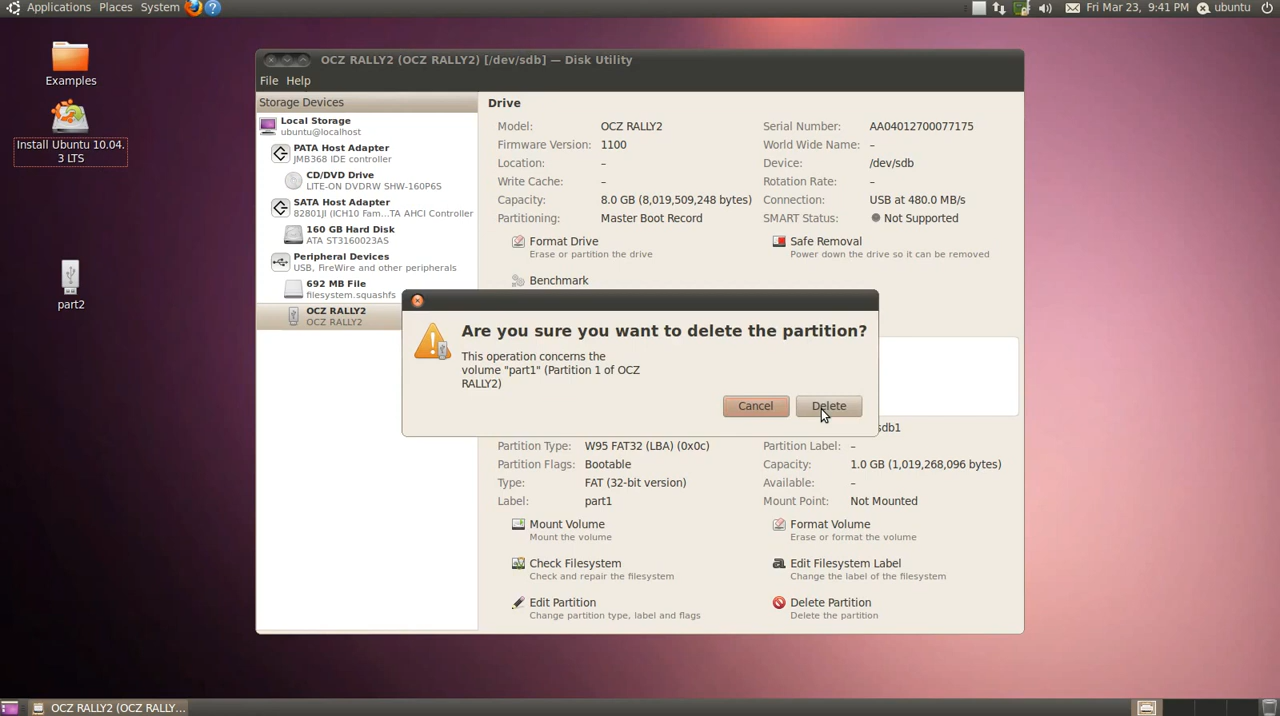 Applications Places System ? Fri Mar 23, 9:41 PM ubuntu
Examples
Install Ubuntu 10.04.
3 LTS
part2
OCZ RALLY2 (OCZ RALLY2) [/dev/sdb] — Disk Utility
File Help
Storage Devices
Local Storage
ubuntu@localhost
PATA Host Adapter
JMB368 IDE controller
CD/DVD Drive
LITE-ON DVDRW SHW-160P6S
SATA Host Adapter
82801JI (ICH10 Fam...TA AHCI Controller
160 GB Hard Disk
ATA ST3160023AS
Peripheral Devices
USB, FireWire and other peripherals
692 MB File
filesystem.squashfs
OCZ RALLY2
OCZ RALLY2
Drive
Model: OCZ RALLY2 Serial Number: AA04012700077175
Firmware Version: 1100 World Wide Name: –
Location: – Device: /dev/sdb
Write Cache: – Rotation Rate: –
Capacity: 8.0 GB (8,019,509,248 bytes) Connection: USB at 480.0 MB/s
Partitioning: Master Boot Record SMART Status: Not Supported
Format Drive Safe Removal
Erase or partition the drive Power down the drive so it can be removed
Benchmark
Are you sure you want to delete the partition?
This operation concerns the
volume "part1" (Partition 1 of OCZ
RALLY2)
Cancel Delete
sdb1
Partition Type: W95 FAT32 (LBA) (0x0c) Partition Label: –
Partition Flags: Bootable Capacity: 1.0 GB (1,019,268,096 bytes)
Type: FAT (32-bit version) Available: –
Label: part1 Mount Point: Not Mounted
Mount Volume Format Volume
Mount the volume Erase or format the volume
Check Filesystem Edit Filesystem Label
Check and repair the filesystem Change the label of the filesystem
Edit Partition Delete Partition
Change partition type, label and flags Delete the partition
OCZ RALLY2 (OCZ RALLY...